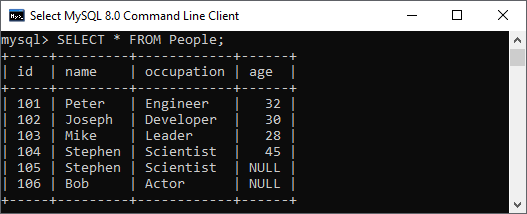 Select MySQL 8.0 Command Line Client
mysql> SELECT * FROM People;
+-----+---------+------------+------+
| id  | name    | occupation | age  |
+-----+---------+------------+------+
| 101 | Peter   | Engineer   |   32 |
| 102 | Joseph  | Developer  |   30 |
| 103 | Mike    | Leader     |   28 |
| 104 | Stephen | Scientist  |   45 |
| 105 | Stephen | Scientist  | NULL |
| 106 | Bob     | Actor      | NULL |
+-----+---------+------------+------+